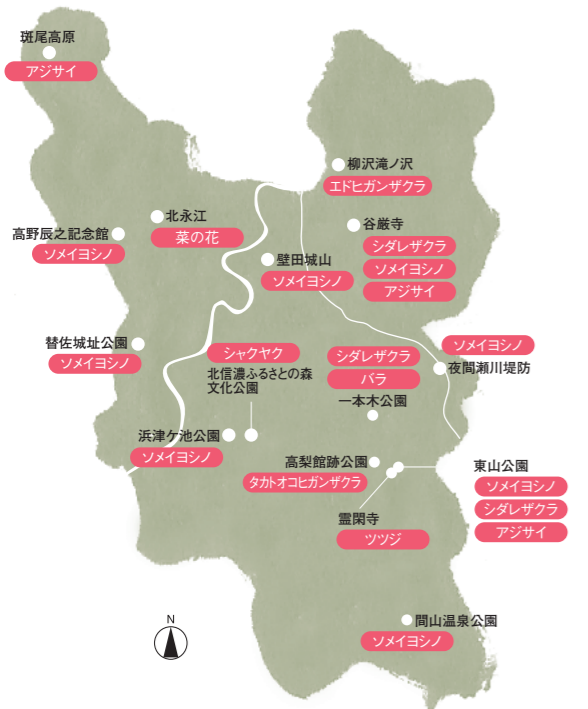 斑尾高原
アジサイ
柳沢滝ノ沢
エドヒガンザクラ
北永江
菜の花
谷厳寺
シダレザクラ
ソメイヨシノ
アジサイ
高野辰之記念館
ソメイヨシノ
壁田城山
ソメイヨシノ
替佐城址公園
ソメイヨシノ
シャクヤク
北信濃ふるさとの森
文化公園
シダレザクラ
バラ
一本木公園
ソメイヨシノ
夜間瀬川堤防
浜津ケ池公園
ソメイヨシノ
高梨館跡公園
タカトオコヒガンザクラ
東山公園
ソメイヨシノ
シダレザクラ
アジサイ
霊閑寺
ツツジ
間山温泉公園
ソメイヨシノ
N